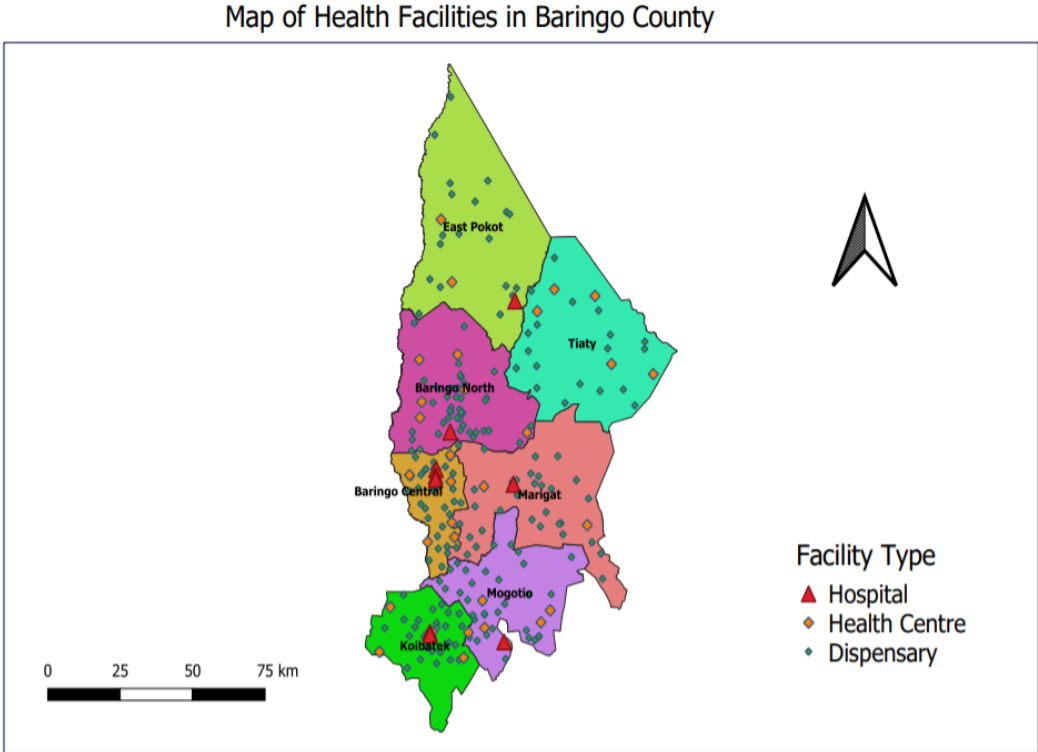 Map of Health Facilities in Baringo County
East Pokot
Tiaty
Baringo North
Baringo Central
Marigat
Mogotio
Koibatek
Facility Type
Hospital
Health Centre
Dispensary
0 25 50 75 km